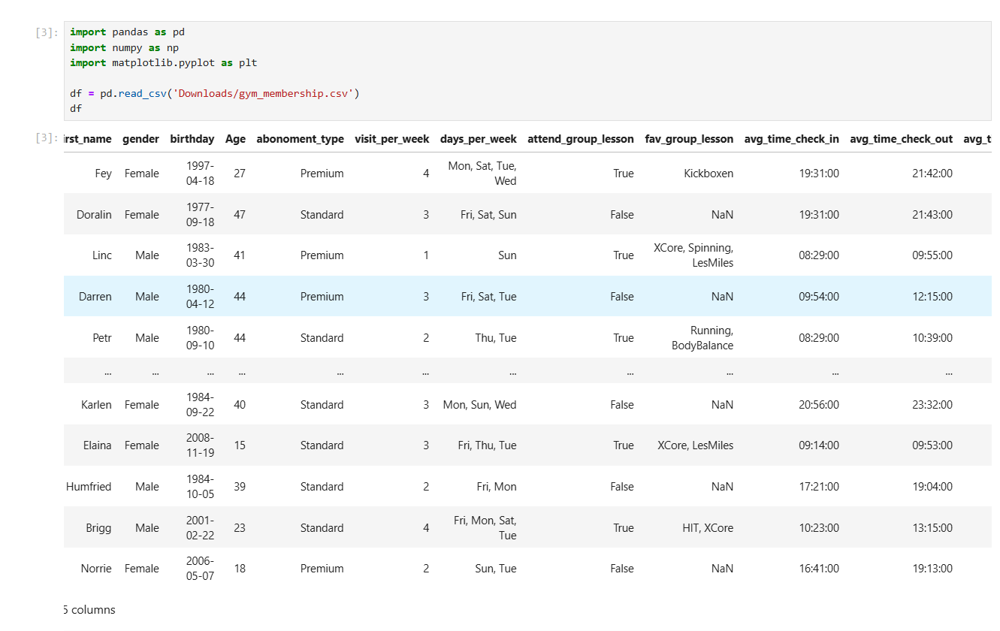 [3]: import pandas as pd
import numpy as np
import matplotlib.pyplot as plt
df = pd.read_csv('Downloads/gym_membership.csv')
df
[3]: irst_name gender birthday Age abonoment_type visit_per_week days_per_week attend_group_lesson fav_group_lesson avg_time_check_in avg_time_check_out avg_t
Fey Female 1997-04-18 27 Premium 4 Mon, Sat, Tue, Wed True Kickboxen 19:31:00 21:42:00
Doralin Female 1977-09-18 47 Standard 3 Fri, Sat, Sun False NaN 19:31:00 21:43:00
Linc Male 1983-03-30 41 Premium 1 Sun True XCore, Spinning, LesMiles 08:29:00 09:55:00
Darren Male 1980-04-12 44 Premium 3 Fri, Sat, Tue False NaN 09:54:00 12:15:00
Petr Male 1980-09-10 44 Standard 2 Thu, Tue True Running, BodyBalance 08:29:00 10:39:00
... ... ... ... ... ... ... ... ... ... ...
Karlen Female 1984-09-22 40 Standard 3 Mon, Sun, Wed False NaN 20:56:00 23:32:00
Elaina Female 2008-11-19 15 Standard 3 Fri, Thu, Tue True XCore, LesMiles 09:14:00 09:53:00
Humfried Male 1984-10-05 39 Standard 2 Fri, Mon False NaN 17:21:00 19:04:00
Brigg Male 2001-02-22 23 Standard 4 Fri, Mon, Sat, Tue True HIT, XCore 10:23:00 13:15:00
Norrie Female 2006-05-07 18 Premium 2 Sun, Tue False NaN 16:41:00 19:13:00
5 columns